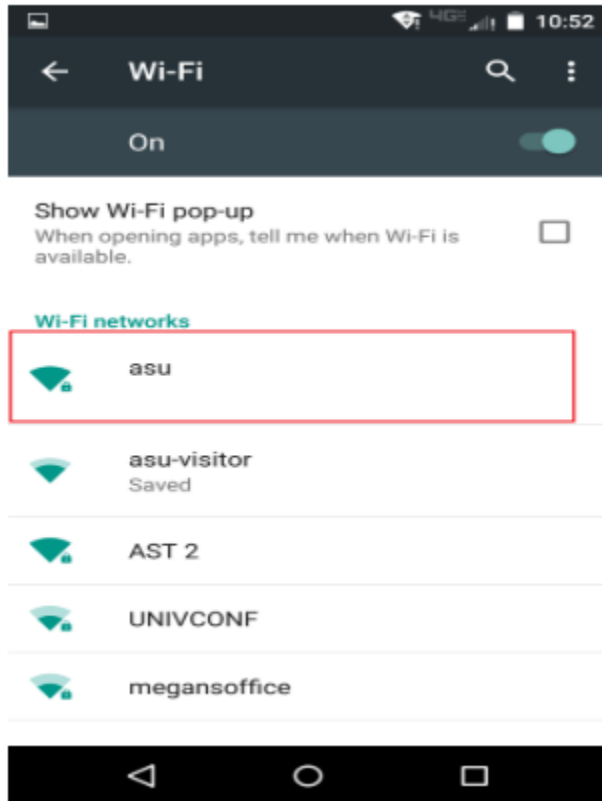 4GE 10:52
Wi-Fi
On
Show Wi-Fi pop-up
When opening apps, tell me when Wi-Fi is
available.
Wi-Fi networks
asu
asu-visitor
Saved
AST 2
UNIVCONF
megansoffice